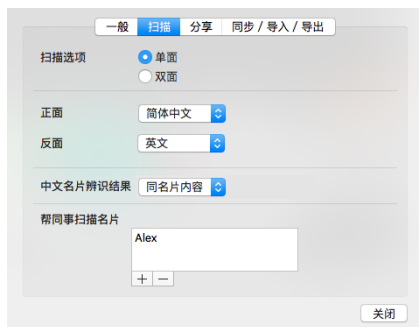 一般 扫描 分享 同步 / 导入 / 导出
扫描选项 单面
双面
正面 简体中文
反面 英文
中文名片辨识结果 同名片内容
帮同事扫描名片
Alex
+ −
关闭